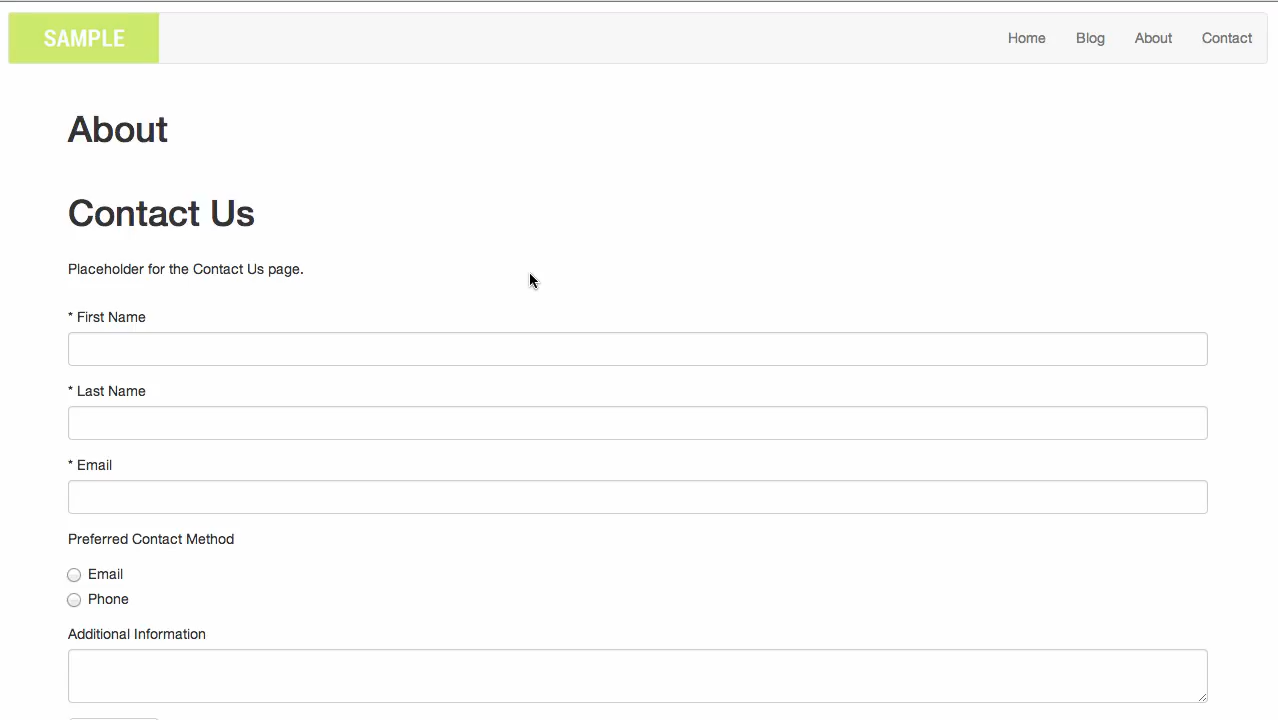 SAMPLE
Home Blog About Contact
About
Contact Us
Placeholder for the Contact Us page.
* First Name
* Last Name
* Email
Preferred Contact Method
Email
Phone
Additional Information